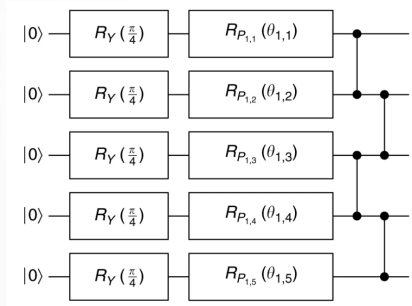 |0⟩ R_Y(π/4) R_{P_{1,1}}(θ_{1,1})
|0⟩ R_Y(π/4) R_{P_{1,2}}(θ_{1,2})
|0⟩ R_Y(π/4) R_{P_{1,3}}(θ_{1,3})
|0⟩ R_Y(π/4) R_{P_{1,4}}(θ_{1,4})
|0⟩ R_Y(π/4) R_{P_{1,5}}(θ_{1,5})